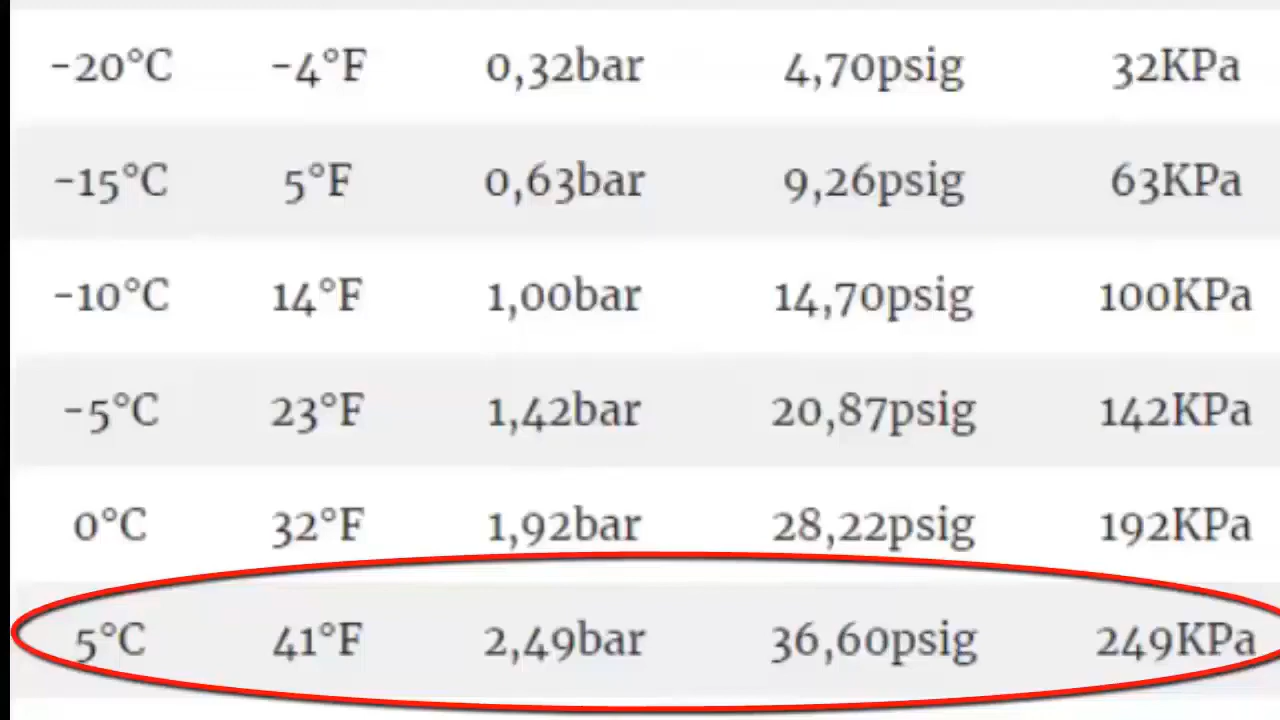 -20°C -4°F 0,32bar 4,70psig 32KPa
-15°C 5°F 0,63bar 9,26psig 63KPa
-10°C 14°F 1,00bar 14,70psig 100KPa
-5°C 23°F 1,42bar 20,87psig 142KPa
0°C 32°F 1,92bar 28,22psig 192KPa
5°C 41°F 2,49bar 36,60psig 249KPa